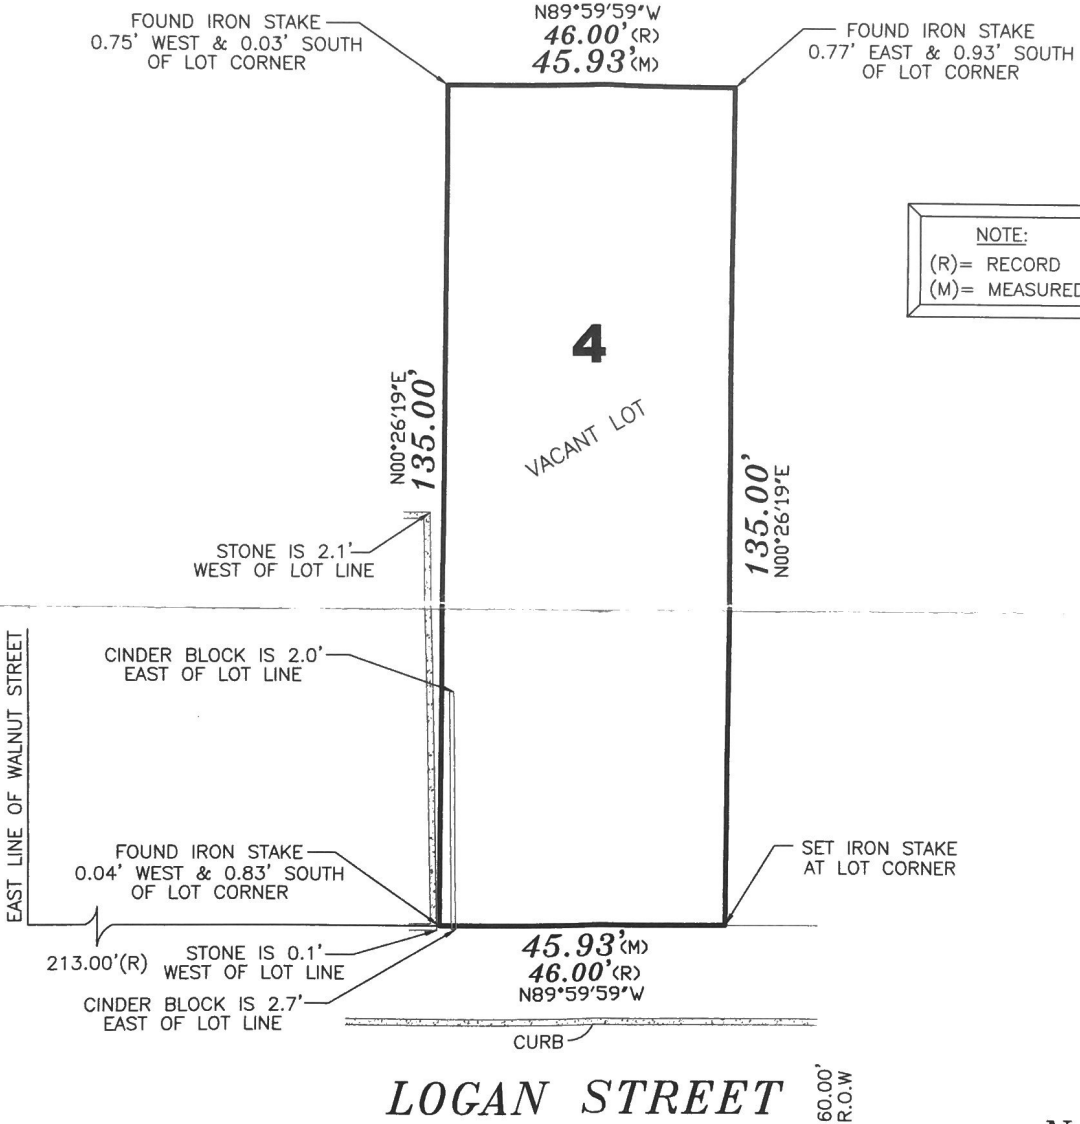 FOUND IRON STAKE
0.75' WEST & 0.03' SOUTH
OF LOT CORNER
N89°59'59"W
46.00'(R)
45.93'(M)
FOUND IRON STAKE
0.77' EAST & 0.93' SOUTH
OF LOT CORNER
NOTE:
(R)= RECORD
(M)= MEASURED
4
VACANT LOT
N00°26'19"E
135.00'
135.00'
N00°26'19"E
STONE IS 2.1'
WEST OF LOT LINE
CINDER BLOCK IS 2.0'
EAST OF LOT LINE
EAST LINE OF WALNUT STREET
FOUND IRON STAKE
0.04' WEST & 0.83' SOUTH
OF LOT CORNER
SET IRON STAKE
AT LOT CORNER
213.00'(R)
STONE IS 0.1'
WEST OF LOT LINE
CINDER BLOCK IS 2.7'
EAST OF LOT LINE
45.93'(M)
46.00'(R)
N89°59'59"W
CURB
LOGAN STREET
60.00'
R.O.W